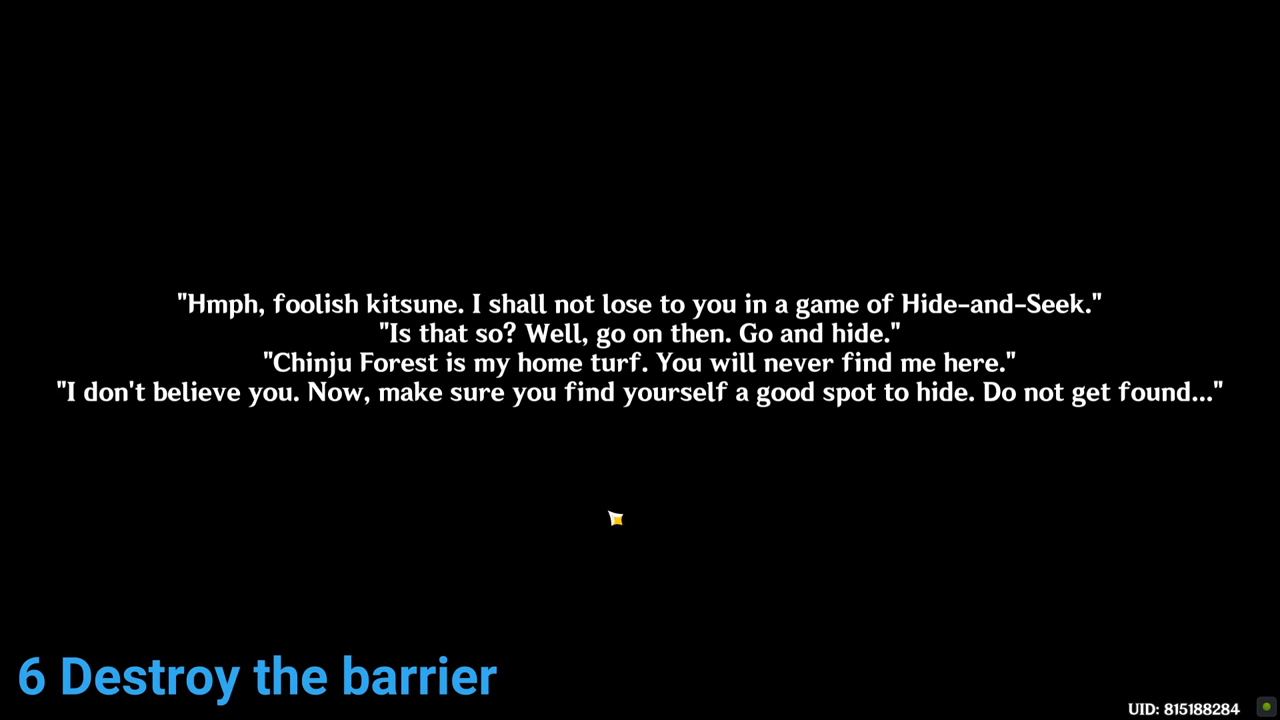 "Hmph, foolish kitsune. I shall not lose to you in a game of Hide-and-Seek."
"Is that so? Well, go on then. Go and hide."
"Chinju Forest is my home turf. You will never find me here."
"I don't believe you. Now, make sure you find yourself a good spot to hide. Do not get found..."
6 Destroy the barrier
UID: 815188284